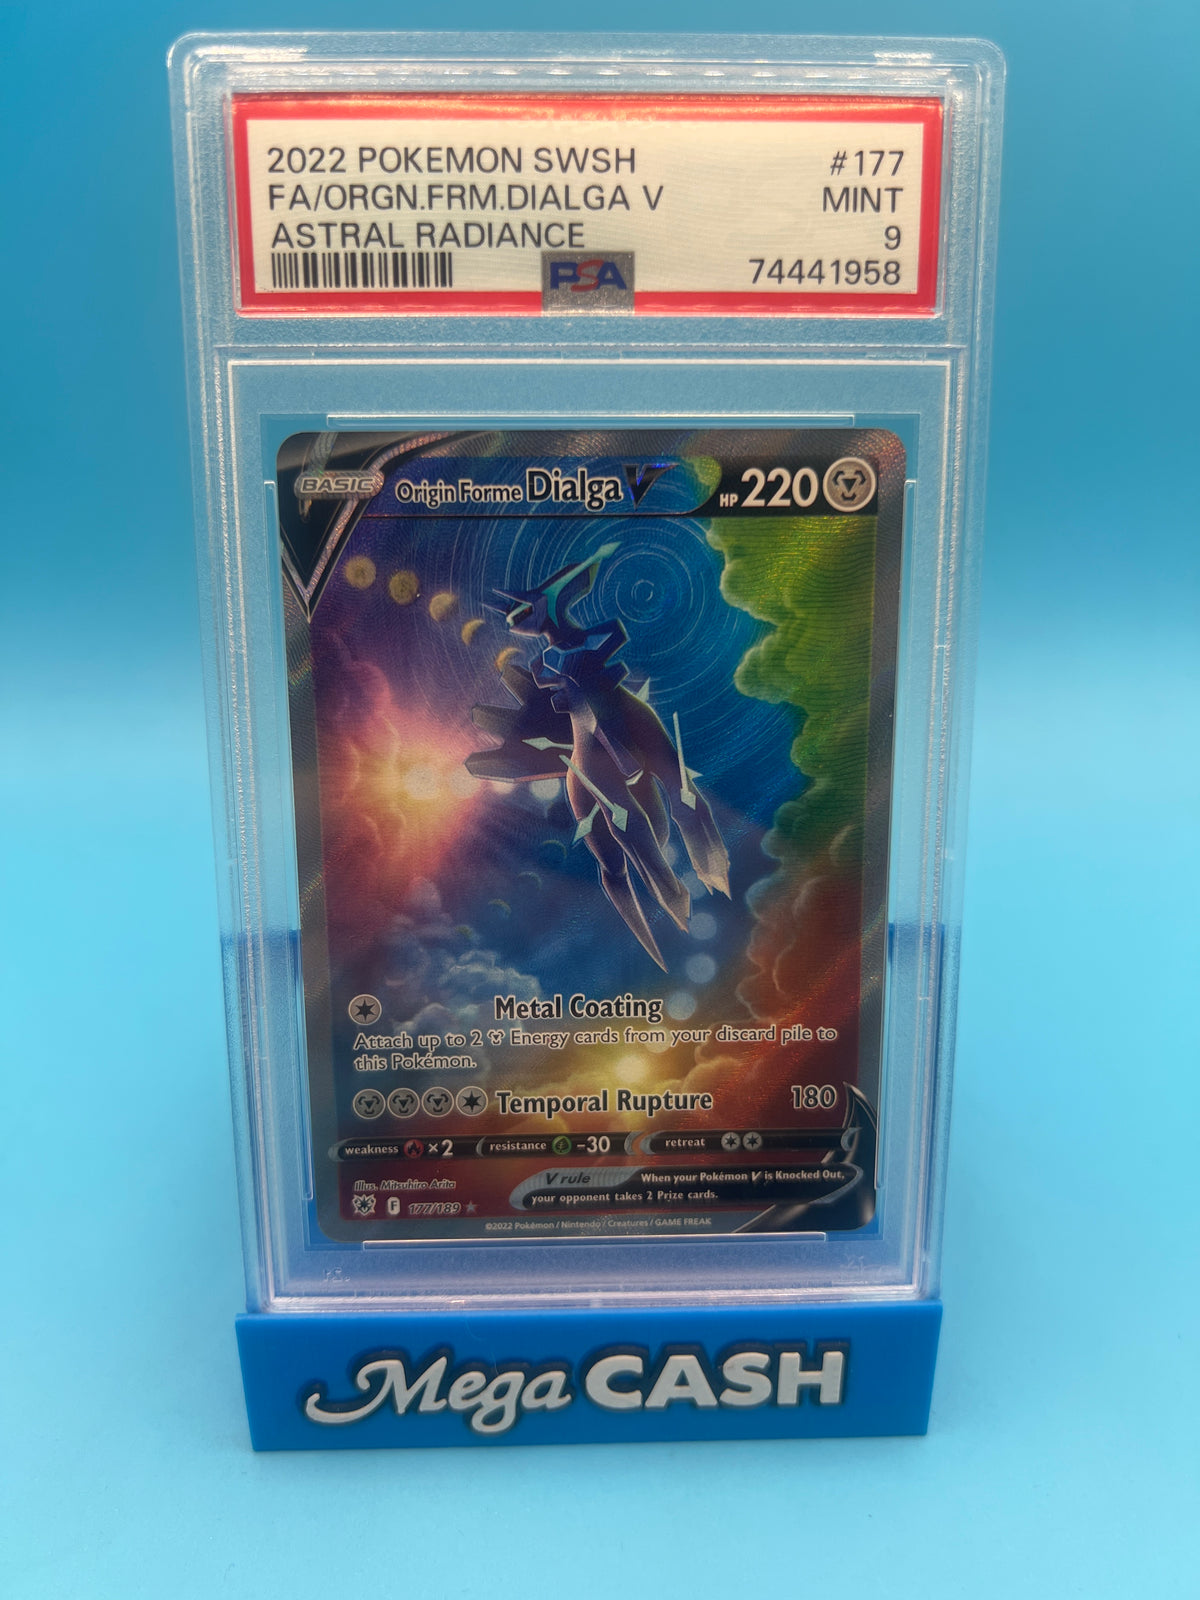 2022 POKEMON SWSH #177
FA/ORGN.FRM.DIALGA V MINT
ASTRAL RADIANCE 9
PSA 74441958
BASIC Origin Forme Dialga V HP 220
Metal Coating
Attach up to 2 Energy cards from your discard pile to
this Pokémon.
Temporal Rupture 180
weakness ×2 resistance -30 retreat
V rule When your Pokémon V is Knocked Out,
your opponent takes 2 Prize cards.
Illus. Mitsuhiro Arita
F 177/189
©2022 Pokémon / Nintendo / Creatures / GAME FREAK
Mega CASH